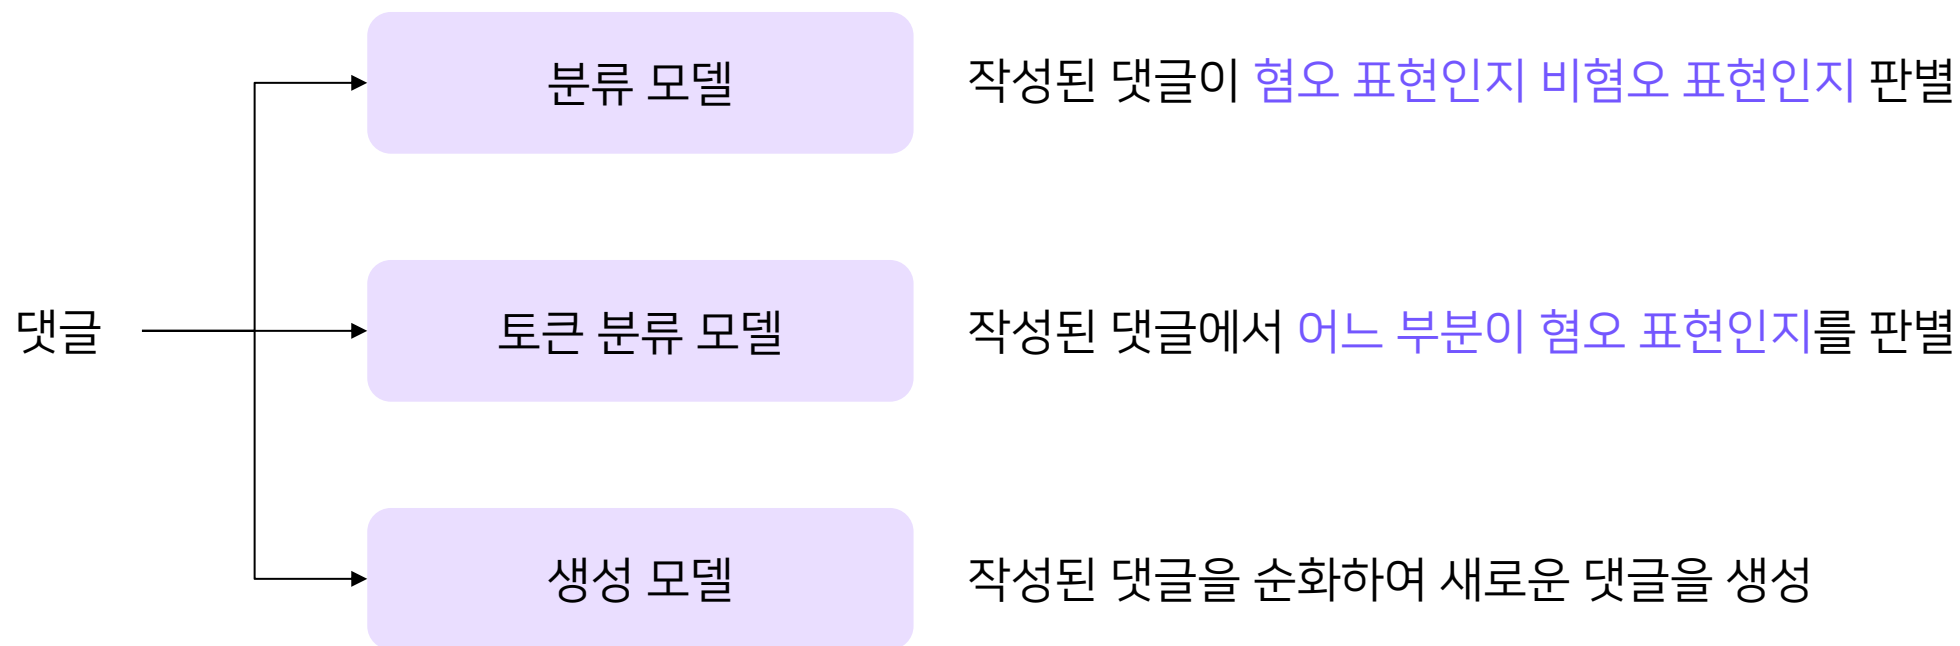 분류 모델
작성된 댓글이 혐오 표현인지 비혐오 표현인지 판별
댓글
토큰 분류 모델
작성된 댓글에서 어느 부분이 혐오 표현인지를 판별
생성 모델
작성된 댓글을 순화하여 새로운 댓글을 생성